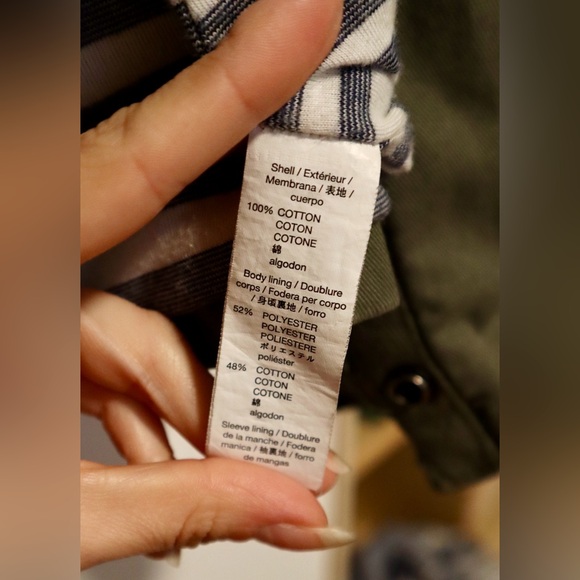 Shell / Extérieur /
Membrana / 表地 /
cuerpo
100% COTTON
COTON
COTONE
綿
algodon
Body lining / Doublure
corps / Fodera per corpo
/ 身頃裏地 / forro
52% POLYESTER
POLYESTER
POLIESTERE
ポリエステル
poliéster
48% COTTON
COTON
COTONE
綿
algodon
Sleeve lining / Doublure
de la manche / Fodera
manica / 袖裏地 / forro
de mangas